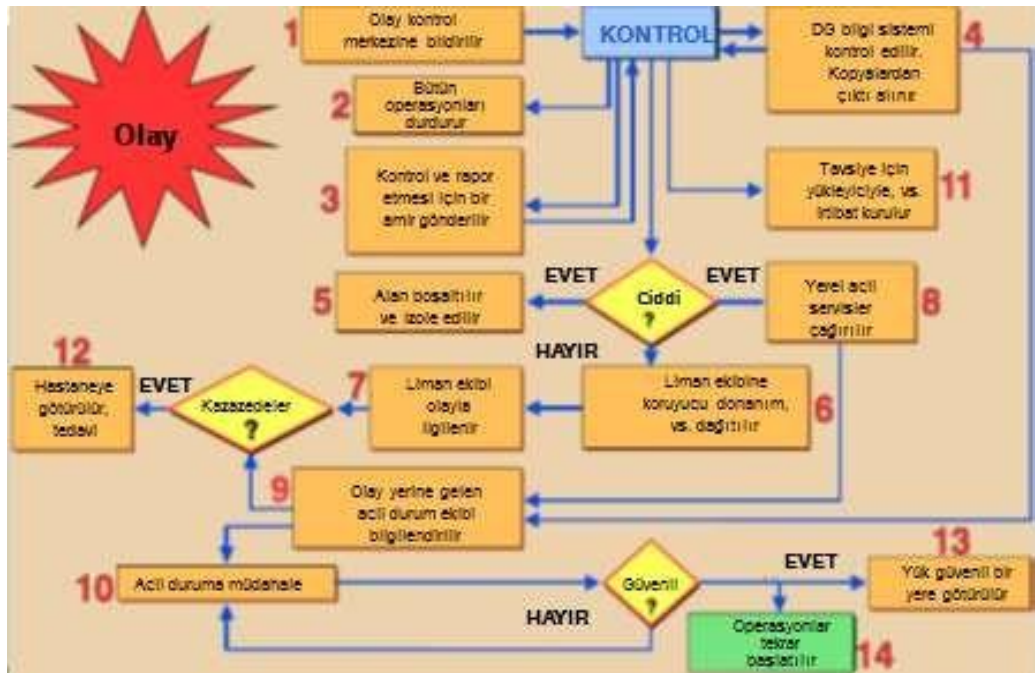 Olay
1
Olay kontrol
merkezine bildirilir
KONTROL
DG bilgi sistemi
kontrol edilir.
Kopyalardan
çıktı alınır
4
2
Bütün
operasyonları
durdurur
3
Kontrol ve rapor
etmesi için bir
amir gönderilir
Tavsiye için
yükleyiciyle, vs.
irtibat kurulur
11
5
Alan boşaltılır
ve izole edilir
EVET
Ciddi
?
EVET
Yerel acil
servisler
çağırılır
8
HAYIR
12
Hastaneye
götürülür,
tedavi
EVET
Kazazedeler
?
7
Liman ekibi
olayla
ilgilenir
Liman ekibine
koruyucu donanım,
vs. dağıtılır
6
9
Olay yerine gelen
acil durum ekibi
bilgilendirilir
10
Acil duruma müdahale
HAYIR
Güvenli
?
EVET
13
Yük güvenli bir
yere götürülür
Operasyonlar
tekrar
başlatılır
14